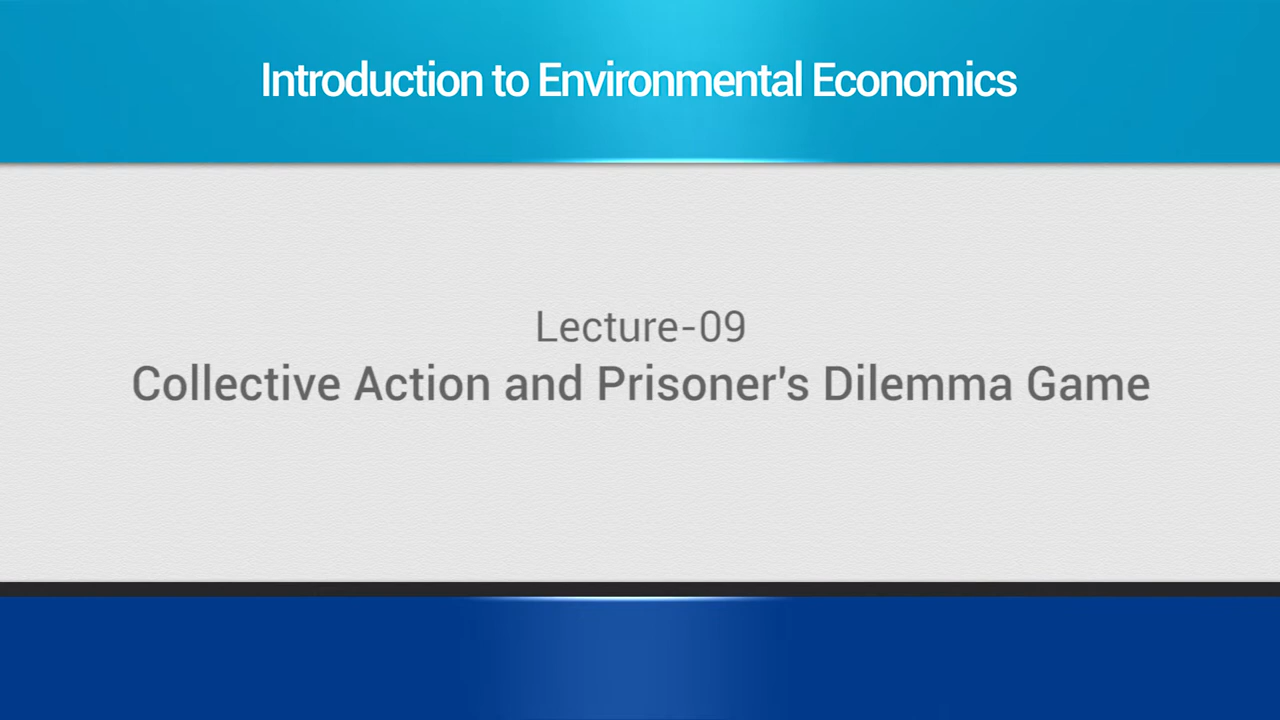 Introduction to Environmental Economics
Lecture-09
Collective Action and Prisoner's Dilemma Game